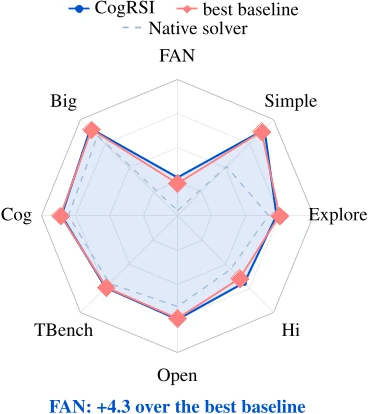 CogRSI best baseline
Native solver
FAN
Big Simple
Cog Explore
TBench Hi
Open
FAN: +4.3 over the best baseline